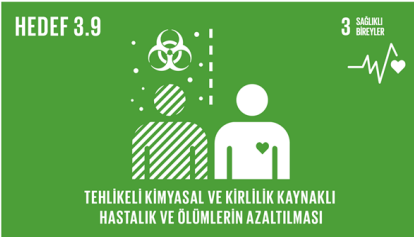 HEDEF 3.9
3 SAĞLIKLI
BİREYLER
TEHLİKELİ KİMYASAL VE KİRLİLİK KAYNAKLI
HASTALIK VE ÖLÜMLERİN AZALTILMASI